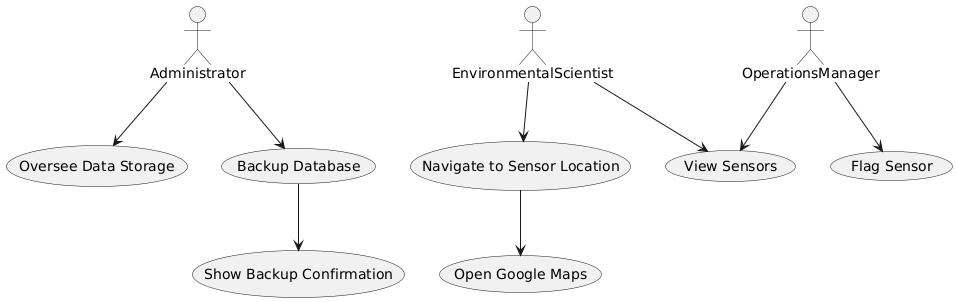 Administrator
EnvironmentalScientist
OperationsManager
Oversee Data Storage
Backup Database
Navigate to Sensor Location
View Sensors
Flag Sensor
Show Backup Confirmation
Open Google Maps